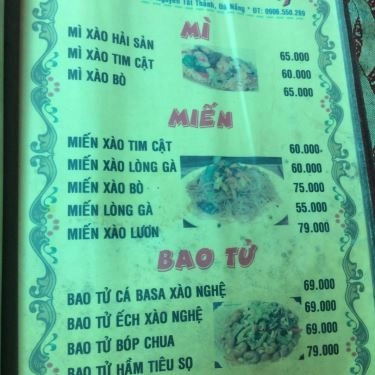 Tất Thành, Đà Nẵng • ĐT: 0906.550.269
MÌ
MÌ XÀO HẢI SẢN 65.000
MÌ XÀO TIM CẬT 60.000
MÌ XÀO BÒ 65.000
MIẾN
MIẾN XÀO TIM CẬT 60.000
MIẾN XÀO LÒNG GÀ 60.000
MIẾN XÀO BÒ 75.000
MIẾN LÒNG GÀ 55.000
MIẾN XÀO LƯƠN 79.000
BAO TỬ
BAO TỬ CÁ BASA XÀO NGHỆ 69.000
BAO TỬ ẾCH XÀO NGHỆ 69.000
BAO TỬ BÓP CHUA 69.000
BAO TỬ HẦM TIÊU SỌ 79.000